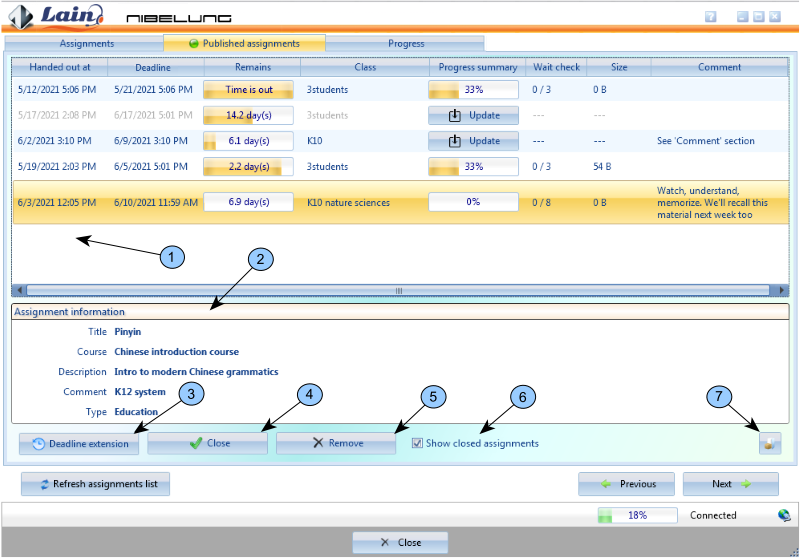 Lain
NIBELUNG
?
Assignments Published assignments Progress
Handed out at Deadline Remains Class Progress summary Wait check Size Comment
5/12/2021 5:06 PM 5/21/2021 5:06 PM Time is out 3students 33% 0 / 3 0 B
5/17/2021 2:08 PM 6/17/2021 5:01 PM 14.2 day(s) 3students Update --- ---
6/2/2021 3:10 PM 6/9/2021 3:10 PM 6.1 day(s) K10 Update --- --- See 'Comment' section
5/19/2021 2:03 PM 6/5/2021 5:01 PM 2.2 day(s) 3students 33% 0 / 3 54 B
6/3/2021 12:05 PM 6/10/2021 11:59 AM 6.9 day(s) K10 nature sciences 0% 0 / 8 0 B Watch, understand,
memorize. We'll recall this
material next week too
1
2
Assignment information
Title Pinyin
Course Chinese introduction course
Description Intro to modern Chinese grammatics
Comment K12 system
Type Education
3
4
5
6
7
Deadline extension Close Remove Show closed assignments
Refresh assignments list Previous Next
18% Connected
Close